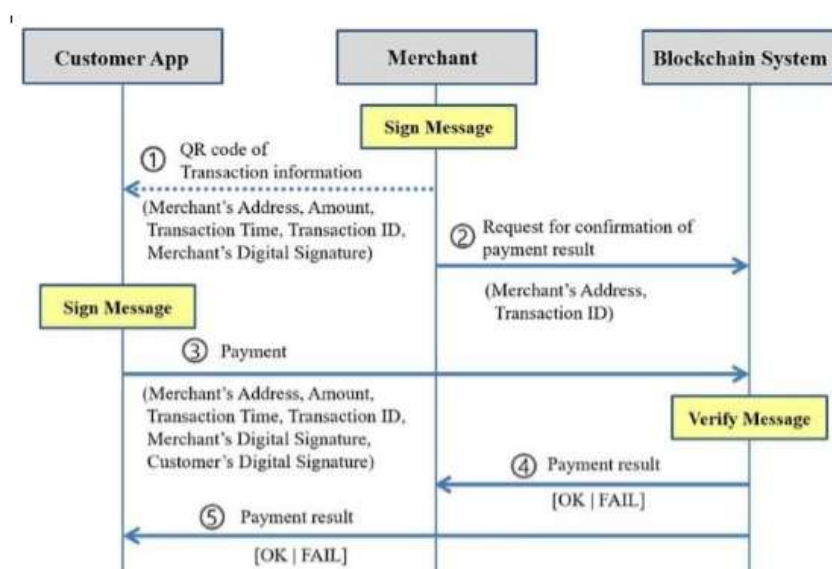 Customer App
Merchant
Blockchain System
Sign Message
① QR code of
Transaction information
(Merchant's Address, Amount,
Transaction Time, Transaction ID,
Merchant's Digital Signature)
② Request for confirmation of
payment result
(Merchant's Address,
Transaction ID)
Sign Message
③ Payment
(Merchant's Address, Amount,
Transaction Time, Transaction ID,
Merchant's Digital Signature,
Customer's Digital Signature)
Verify Message
④ Payment result
[OK | FAIL]
⑤ Payment result
[OK | FAIL]